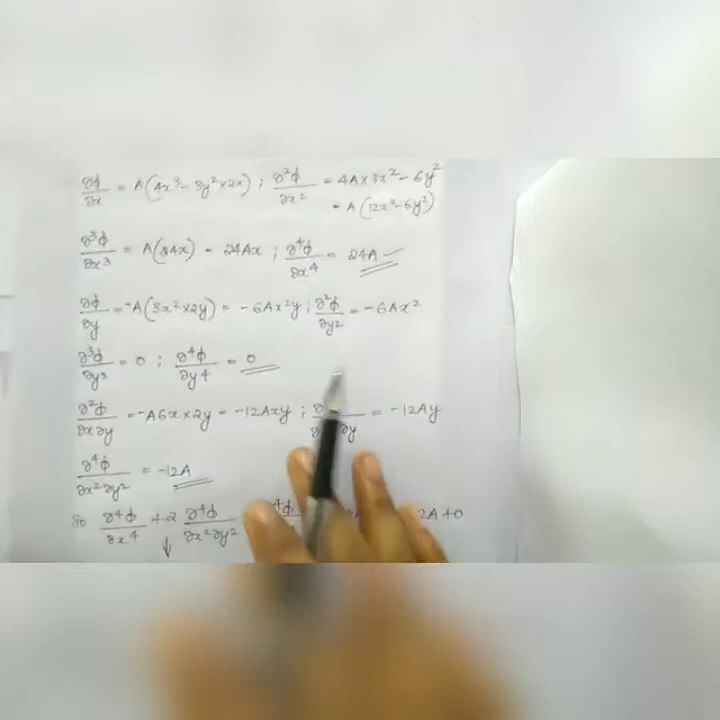 ∂ϕ/∂x = A(4x³ - 3y² × 2x) ; ∂²ϕ/∂x² = 4A×3x² - 6y²
= A(12x² - 6y²)
∂³ϕ/∂x³ = A(24x) = 24Ax ; ∂⁴ϕ/∂x⁴ = 24A
∂ϕ/∂y = -A(3x² × 2y) = -6Ax²y ; ∂²ϕ/∂y² = -6Ax²
∂³ϕ/∂y³ = 0 ; ∂⁴ϕ/∂y⁴ = 0
∂²ϕ/∂x∂y = -A6x × 2y = -12Axy ; = -12Ay
∂⁴ϕ/∂x²∂y² = -12A
So ∂⁴ϕ/∂x⁴ + 2 ∂⁴ϕ/∂x²∂y² 2A + 0